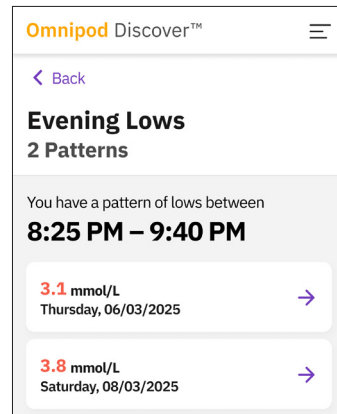 Omnipod Discover™
Back
Evening Lows
2 Patterns
You have a pattern of lows between
8:25 PM – 9:40 PM
3.1 mmol/L
Thursday, 06/03/2025
3.8 mmol/L
Saturday, 08/03/2025